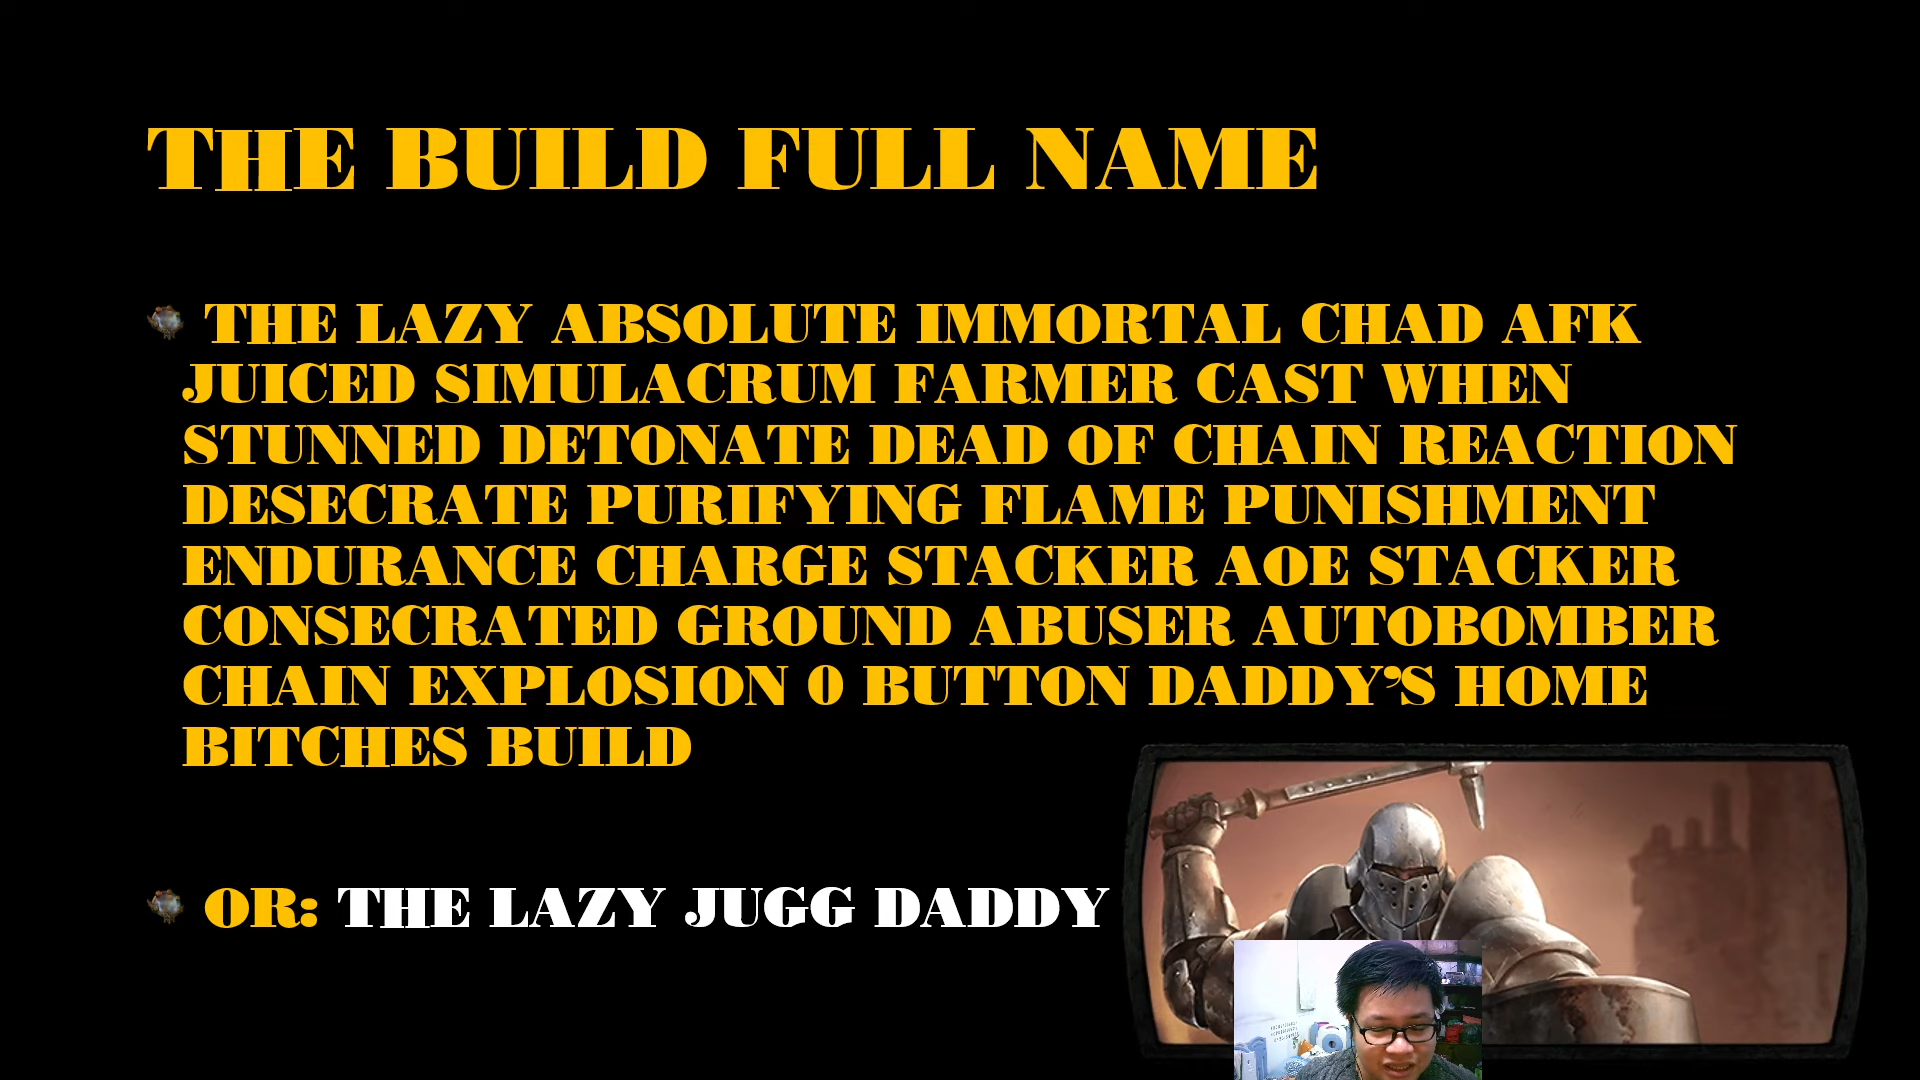 THE BUILD FULL NAME
THE LAZY ABSOLUTE IMMORTAL CHAD AFK
JUICED SIMULACRUM FARMER CAST WHEN
STUNNED DETONATE DEAD OF CHAIN REACTION
DESECRATE PURIFYING FLAME PUNISHMENT
ENDURANCE CHARGE STACKER AOE STACKER
CONSECRATED GROUND ABUSER AUTOBOMBER
CHAIN EXPLOSION 0 BUTTON DADDY’S HOME
BITCHES BUILD
OR: THE LAZY JUGG DADDY